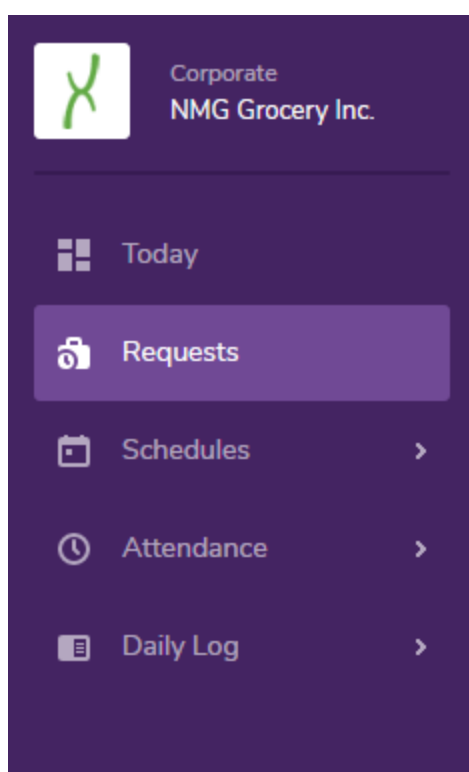 Corporate
NMG Grocery Inc.
Today
Requests
Schedules
Attendance
Daily Log